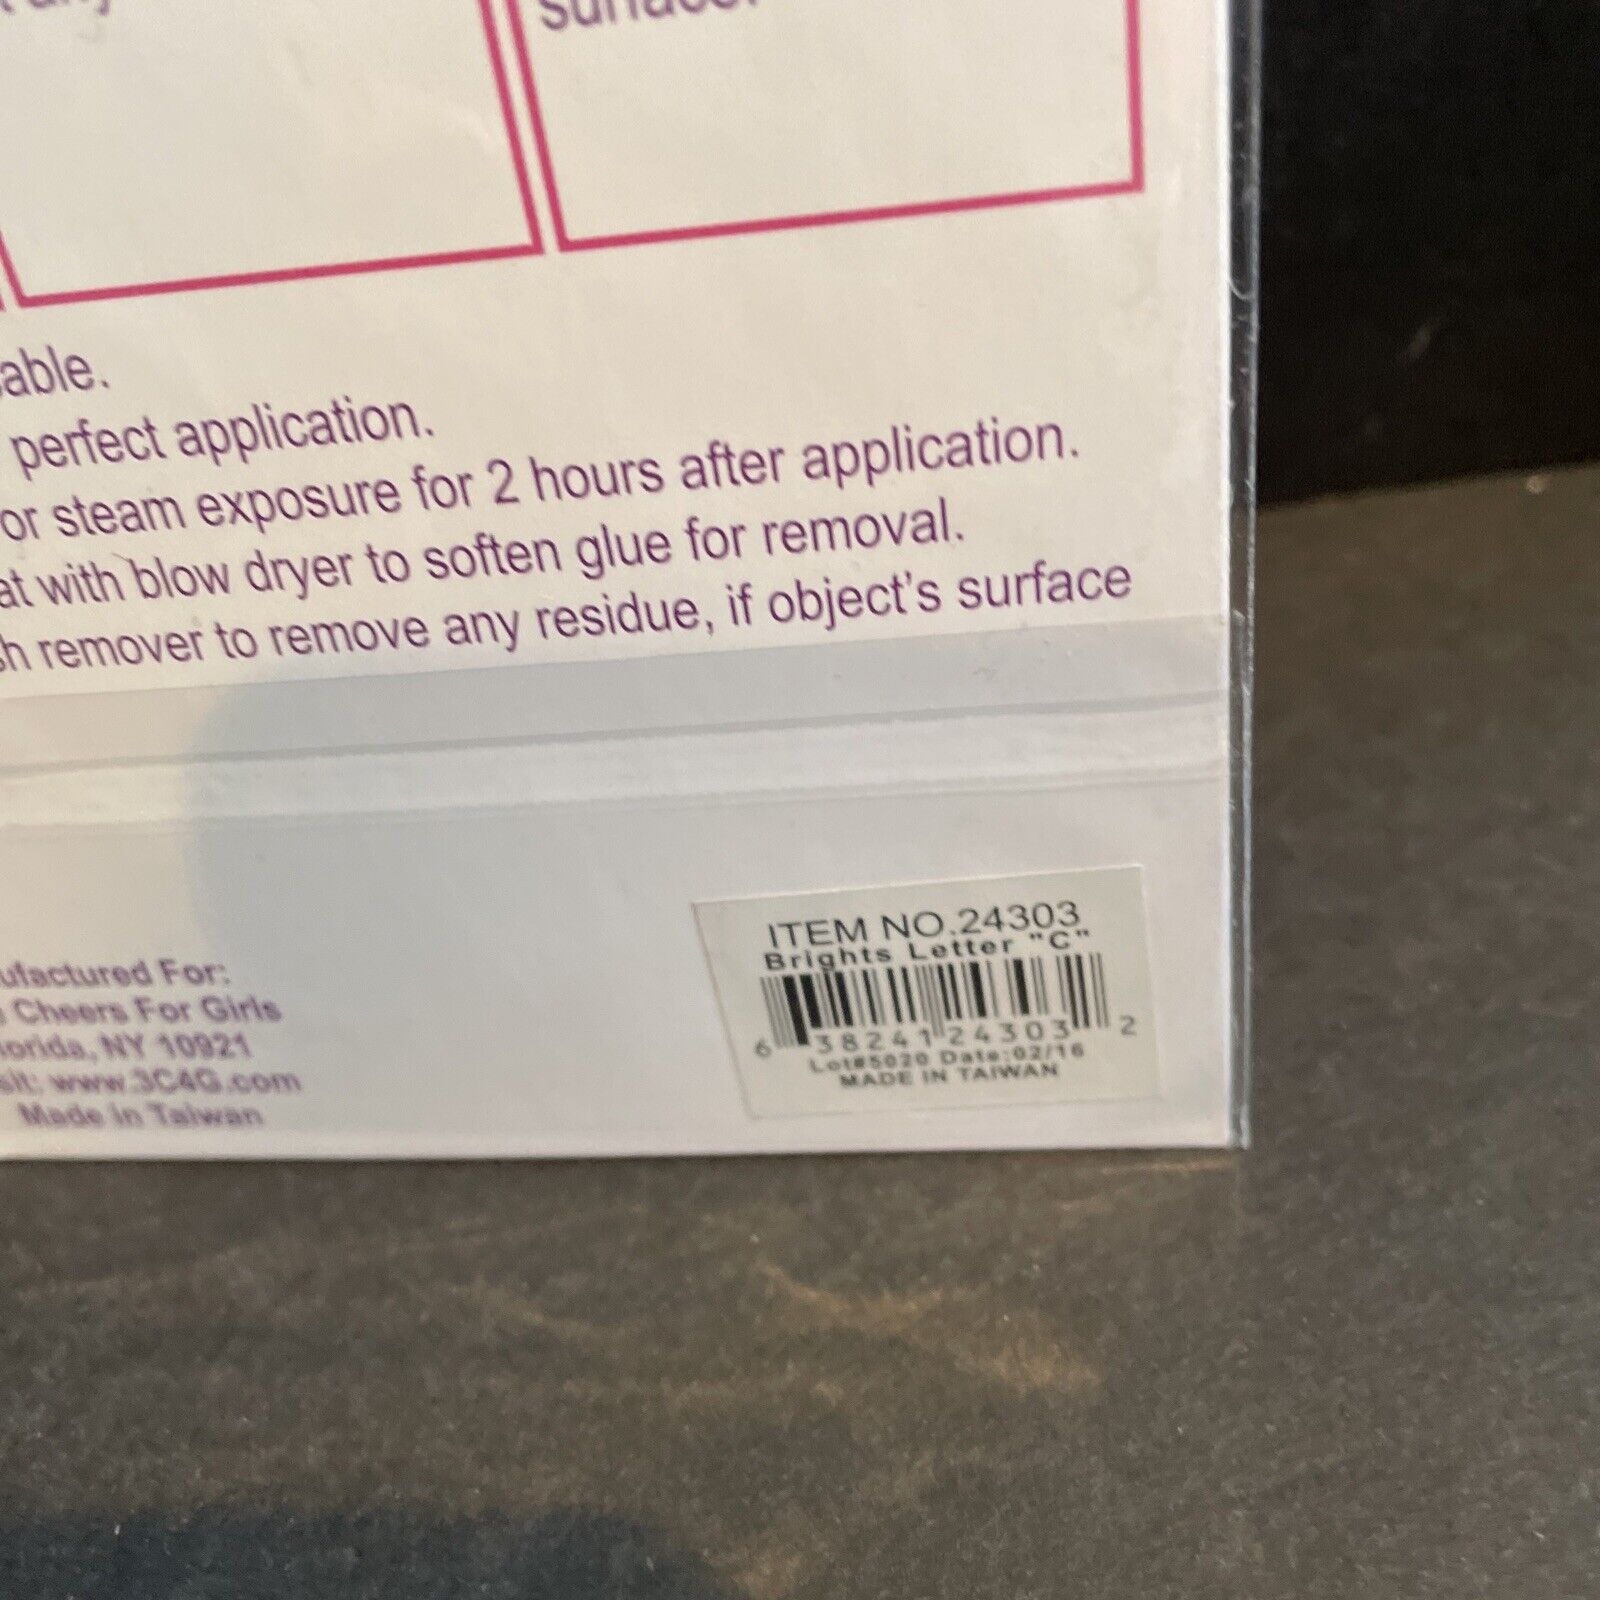 surface.
able.
perfect application.
or steam exposure for 2 hours after application.
at with blow dryer to soften glue for removal.
sh remover to remove any residue, if object's surface
ufactured For:
Cheers For Girls
orida, NY 10921
sit: www.3C4G.com
Made in Taiwan
ITEM NO.24303
Brights Letter "C"
6 38241 24303 2
Lot#5020 Date:02/16
MADE IN TAIWAN